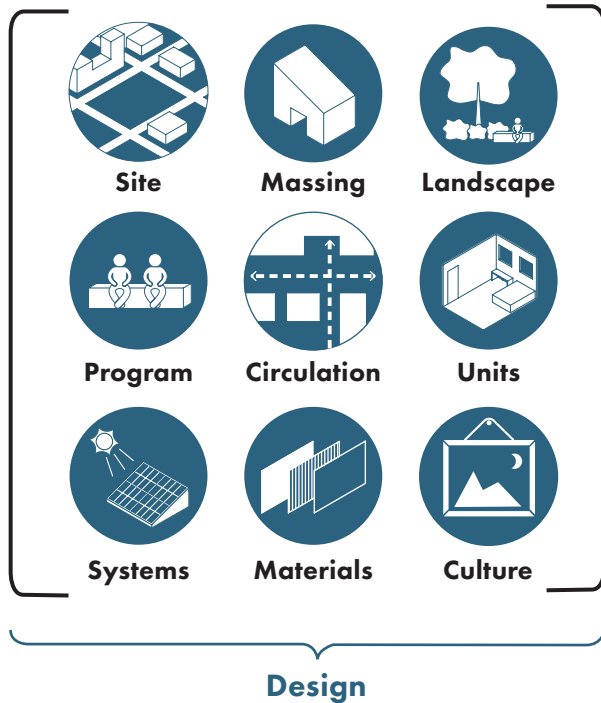 Site
Massing
Landscape
Program
Circulation
Units
Systems
Materials
Culture
Design